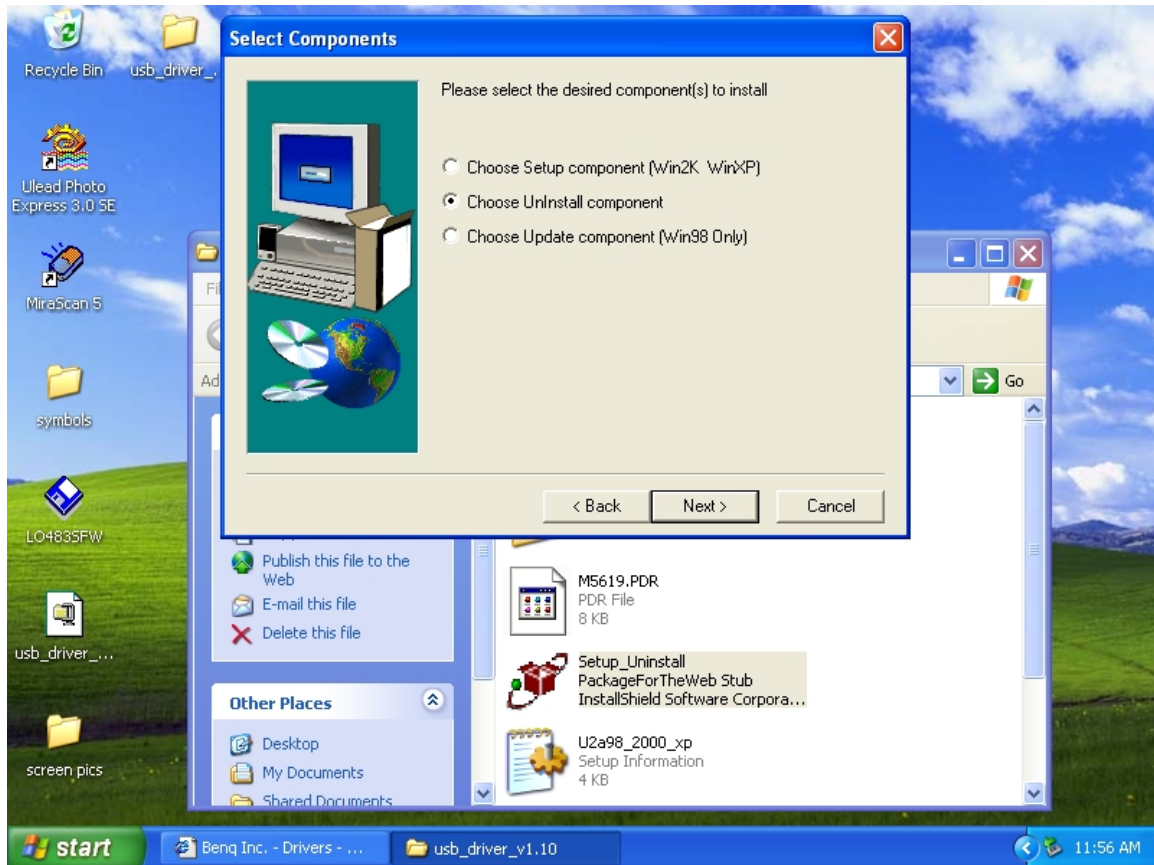 Recycle Bin
usb_driver_...
Ulead Photo
Express 3.0 SE
MiraScan 5
symbols
LO483SFW
usb_driver_...
screen pics
Select Components
Please select the desired component(s) to install
Choose Setup component (Win2K WinXP)
Choose UnInstall component
Choose Update component (Win98 Only)
< Back
Next >
Cancel
Fi
Ad
Go
Publish this file to the
Web
E-mail this file
Delete this file
Other Places
Desktop
My Documents
Shared Documents
M5619.PDR
PDR File
8 KB
Setup_Uninstall
PackageForTheWeb Stub
InstallShield Software Corpora...
U2a98_2000_xp
Setup Information
4 KB
start
Benq Inc. - Drivers - ...
usb_driver_v1.10
11:56 AM